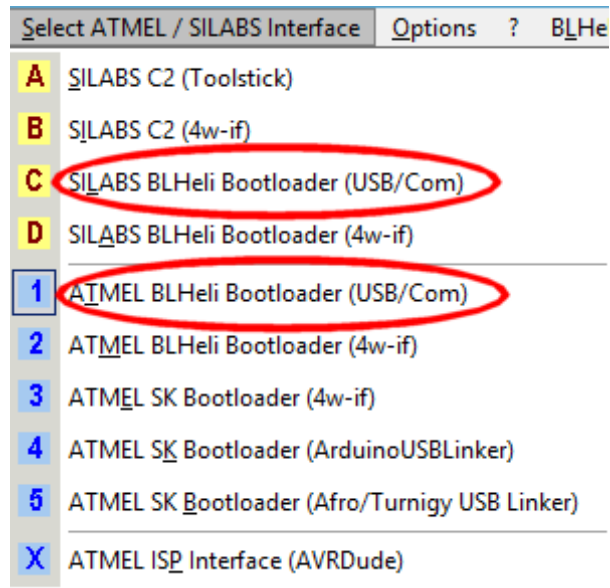 Select ATMEL / SILABS Interface Options ? BLHe
A SILABS C2 (Toolstick)
B SILABS C2 (4w-if)
C SILABS BLHeli Bootloader (USB/Com)
D SILABS BLHeli Bootloader (4w-if)
1 ATMEL BLHeli Bootloader (USB/Com)
2 ATMEL BLHeli Bootloader (4w-if)
3 ATMEL SK Bootloader (4w-if)
4 ATMEL SK Bootloader (ArduinoUSBLinker)
5 ATMEL SK Bootloader (Afro/Turnigy USB Linker)
X ATMEL ISP Interface (AVRDude)